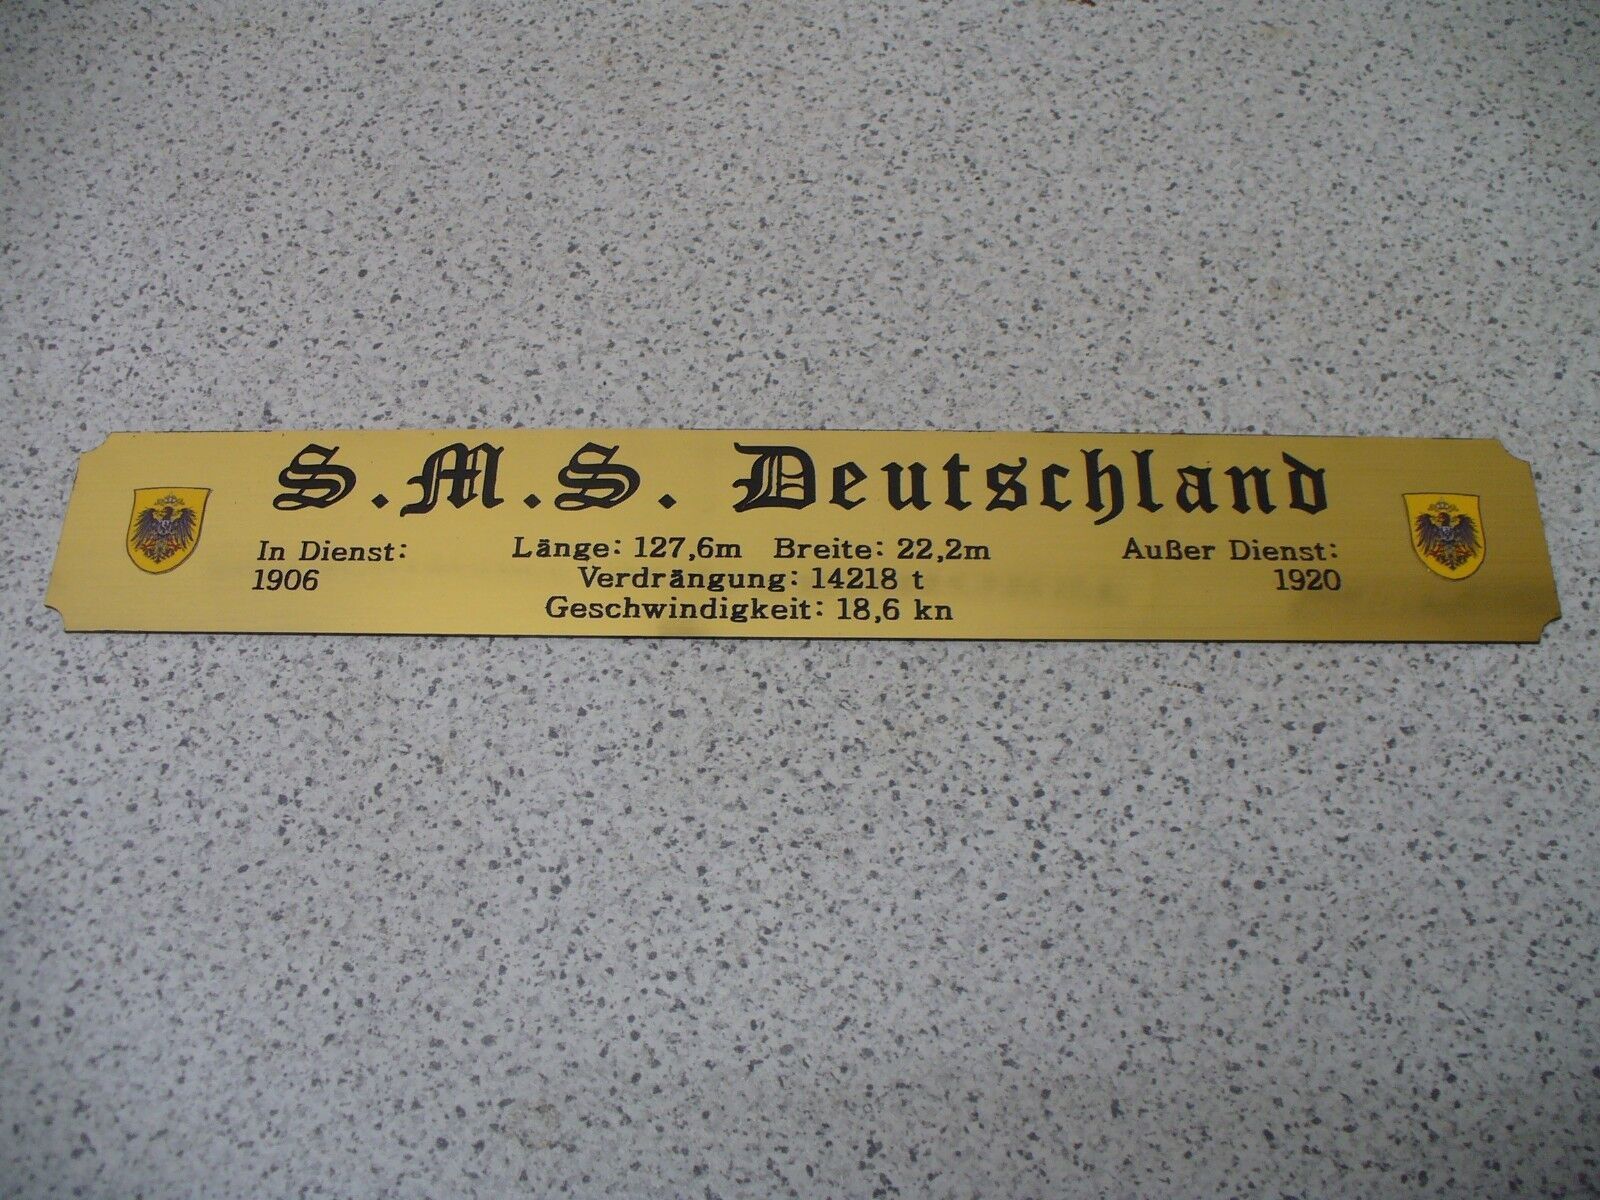 S.M.S. Deutschland
In Dienst: Länge: 127,6m Breite: 22,2m Außer Dienst:
1906 Verdrängung: 14218 t 1920
Geschwindigkeit: 18,6 kn